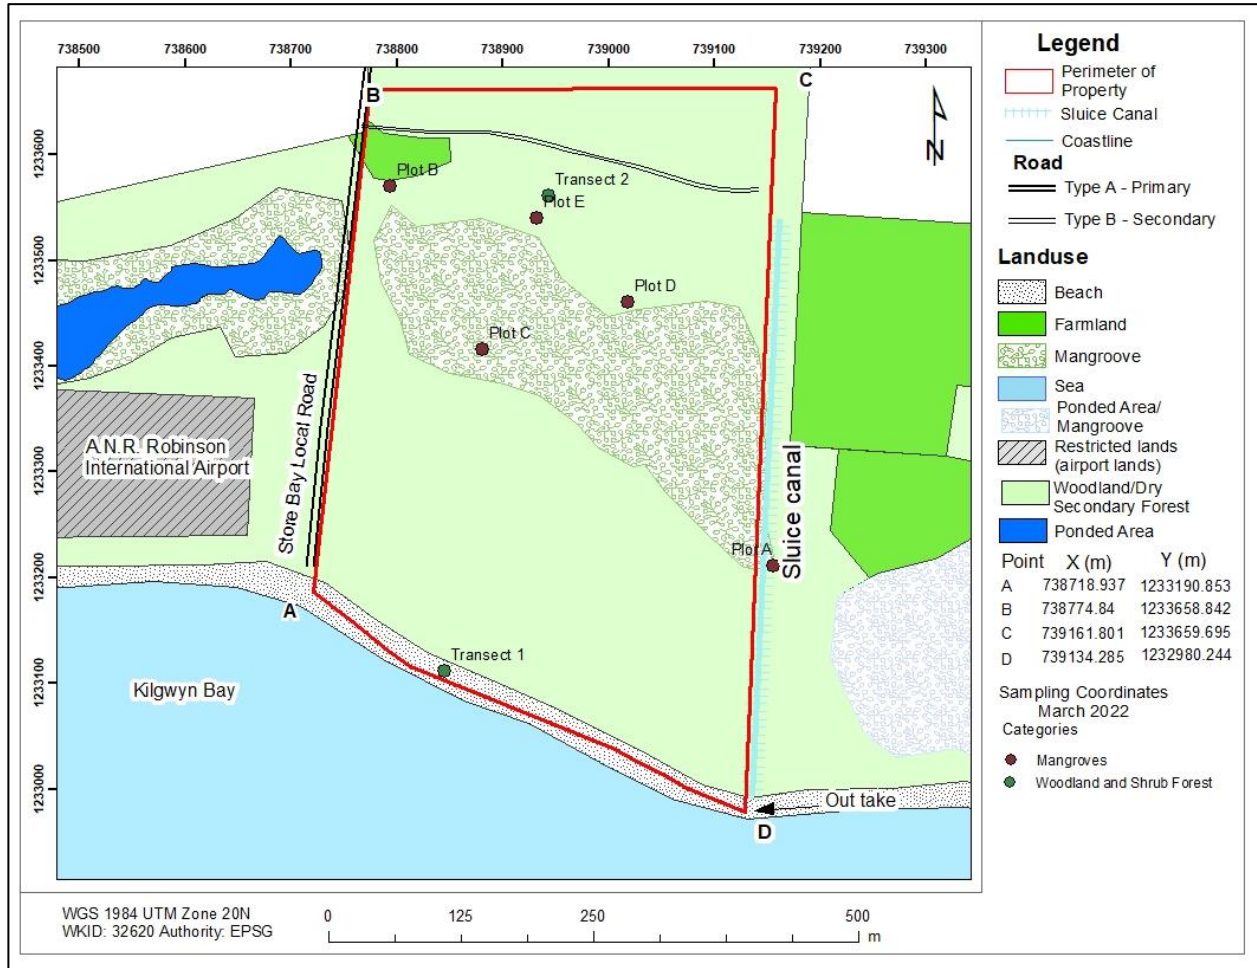 738500 738600 738700 738800 738900 739000 739100 739200 739300
B
C
N
1233600
1233500
1233400
1233300
1233200
1233100
1233000
Plot B
Transect 2
Plot E
Plot D
Plot C
Store Bay Local Road
A.N.R. Robinson
International Airport
Sluice canal
Plot A
A
Transect 1
Kilgwyn Bay
Out take
D
Legend
Perimeter of
Property
Sluice Canal
Coastline
Road
Type A - Primary
Type B - Secondary
Landuse
Beach
Farmland
Mangroove
Sea
Ponded Area/
Mangroove
Restricted lands
(airport lands)
Woodland/Dry
Secondary Forest
Ponded Area
Point X (m) Y (m)
A 738718.937 1233190.853
B 738774.84 1233658.842
C 739161.801 1233659.695
D 739134.285 1232980.244
Sampling Coordinates
March 2022
Categories
Mangroves
Woodland and Shrub Forest
WGS 1984 UTM Zone 20N
WKID: 32620 Authority: EPSG
0 125 250 500
m